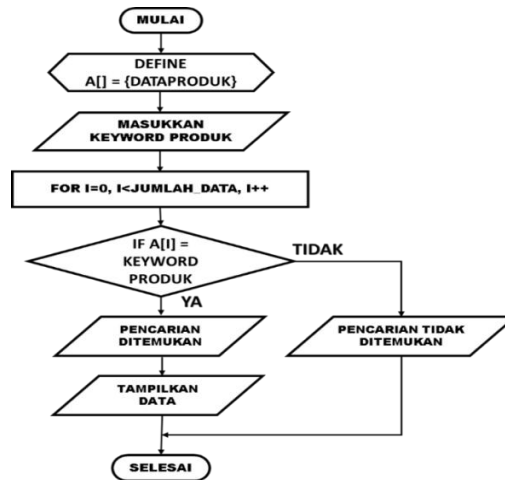 MULAI
DEFINE
A[] = {DATAPRODUK}
MASUKKAN
KEYWORD PRODUK
FOR I=0, I<JUMLAH_DATA, I++
IF A[I] =
KEYWORD
PRODUK
TIDAK
YA
PENCARIAN
DITEMUKAN
PENCARIAN TIDAK
DITEMUKAN
TAMPILKAN
DATA
SELESAI